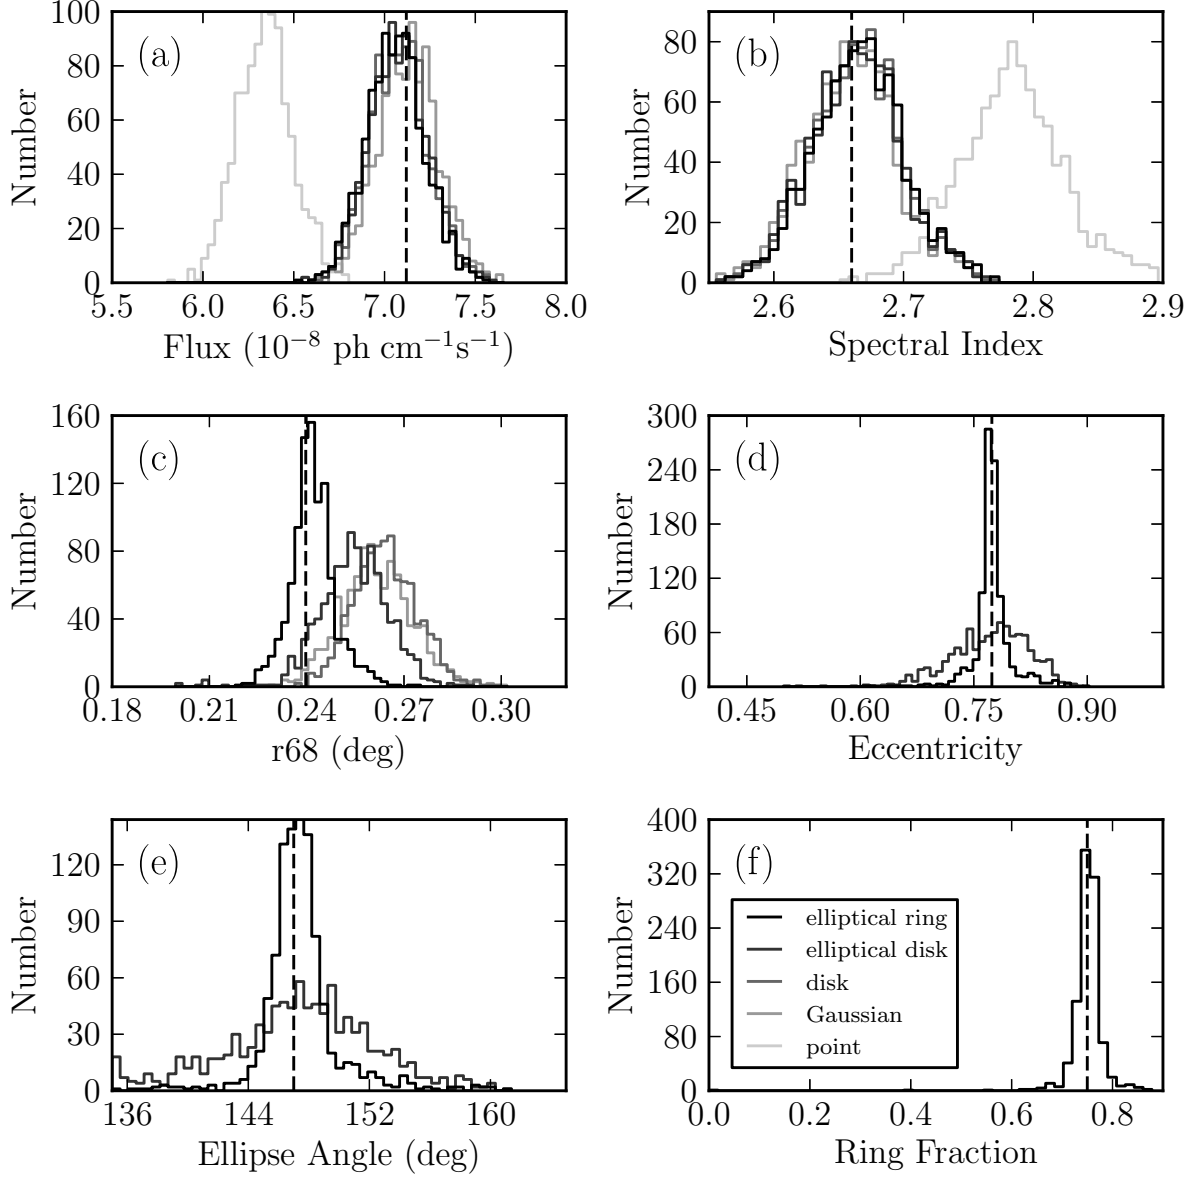 100
80
60
40
20
0
Number
(a)
5.5 6.0 6.5 7.0 7.5 8.0
Flux (10⁻⁸ ph cm⁻¹s⁻¹)
80
60
40
20
0
Number
(b)
2.6 2.7 2.8 2.9
Spectral Index
160
120
80
40
0
Number
(c)
0.18 0.21 0.24 0.27 0.30
r68 (deg)
300
240
180
120
60
0
Number
(d)
0.45 0.60 0.75 0.90
Eccentricity
120
90
60
30
0
Number
(e)
136 144 152 160
Ellipse Angle (deg)
400
320
240
160
80
0
Number
(f)
elliptical ring
elliptical disk
disk
Gaussian
point
0.0 0.2 0.4 0.6 0.8
Ring Fraction